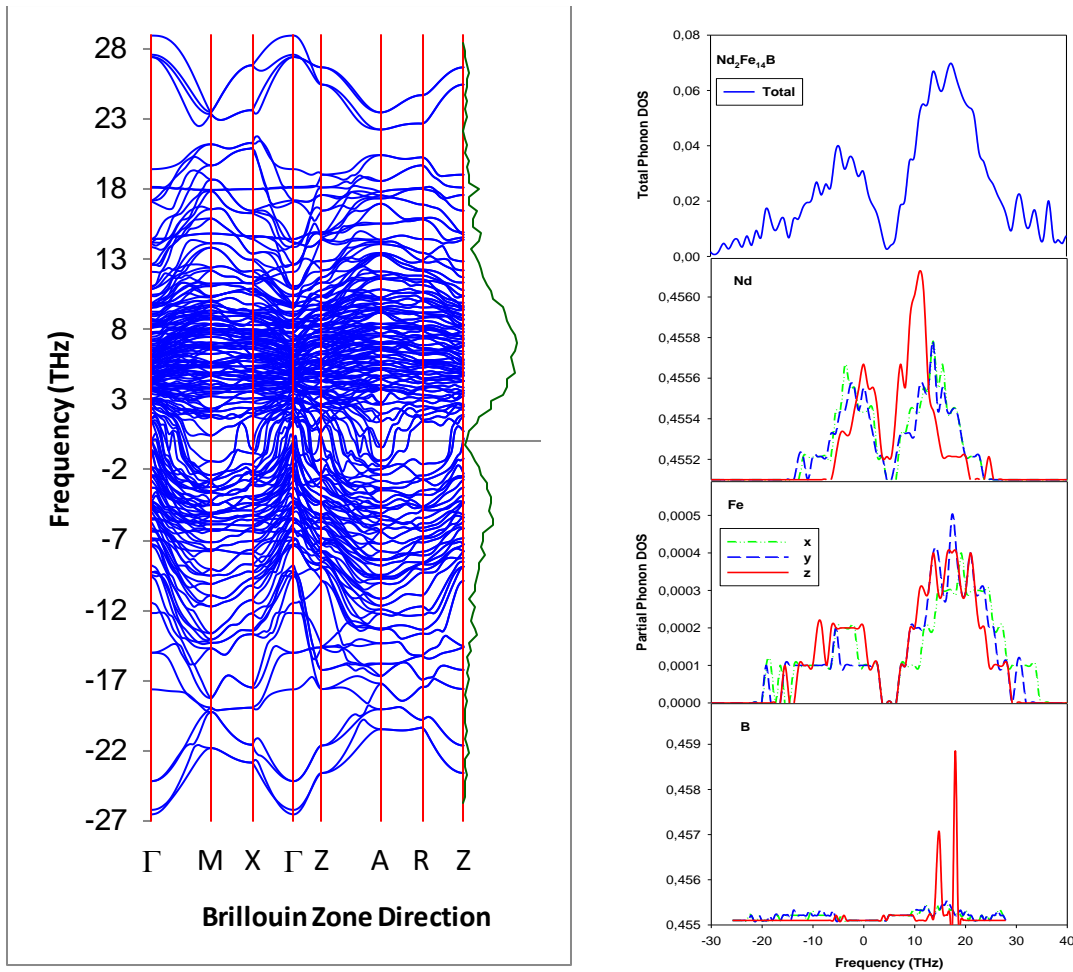 28
23
18
13
8
3
-2
-7
-12
-17
-22
-27
Frequency (THz)
Γ M X Γ Z A R Z
Brillouin Zone Direction
0,08
0,06
0,04
0,02
0,00
Total Phonon DOS
Nd2Fe14B
Total
0,4560
0,4558
0,4556
0,4554
0,4552
Nd
0,0005
0,0004
0,0003
0,0002
0,0001
0,0000
Partial Phonon DOS
Fe
x
y
z
0,459
0,458
0,457
0,456
0,455
B
-30 -20 -10 0 10 20 30 40
Frequency (THz)